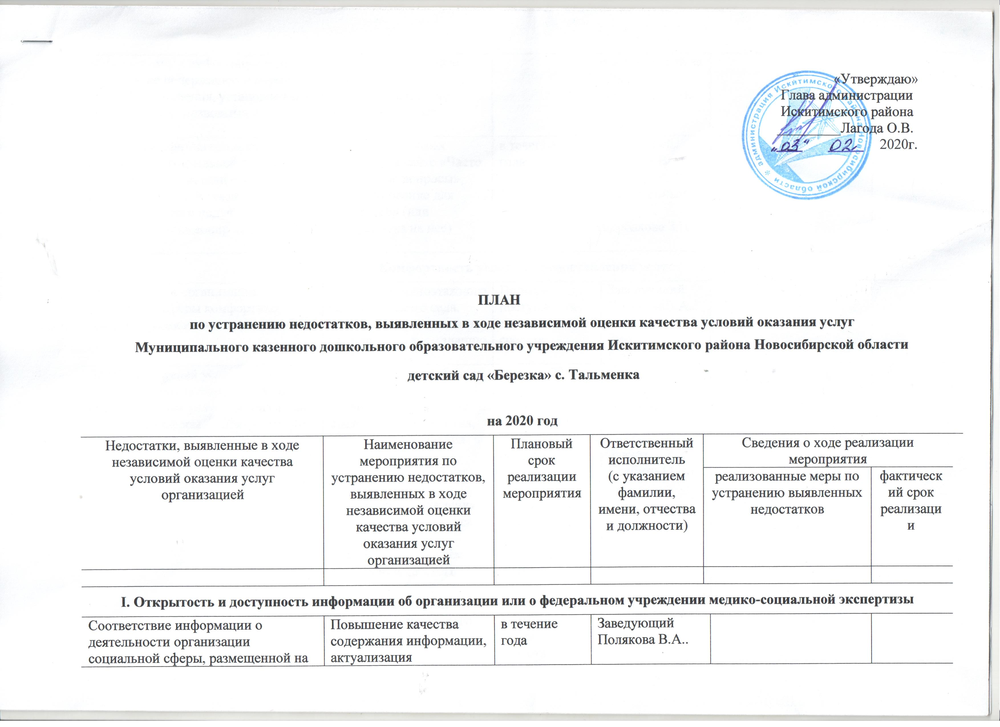 «Утверждаю»
Глава администрации
Искитимского района
Лагода О.В.
"03" 02 2020г.
администрация Искитимского района Новосибирской области
ПЛАН
по устранению недостатков, выявленных в ходе независимой оценки качества условий оказания услуг
Муниципального казенного дошкольного образовательного учреждения Искитимского района Новосибирской области
детский сад «Березка» с. Тальменка
на 2020 год
Недостатки, выявленные в ходе
независимой оценки качества
условий оказания услуг
организацией
Наименование
мероприятия по
устранению недостатков,
выявленных в ходе
независимой оценки
качества условий
оказания услуг
организацией
Плановый
срок
реализации
мероприятия
Ответственный
исполнитель
(с указанием
фамилии,
имени, отчества
и должности)
Сведения о ходе реализации
мероприятия
реализованные меры по
устранению выявленных
недостатков
фактическ
ий срок
реализаци
и
I. Открытость и доступность информации об организации или о федеральном учреждении медико-социальной экспертизы
Соответствие информации о
деятельности организации
социальной сферы, размещенной на
Повышение качества
содержания информации,
актуализация
в течение
года
Заведующий
Полякова В.А..